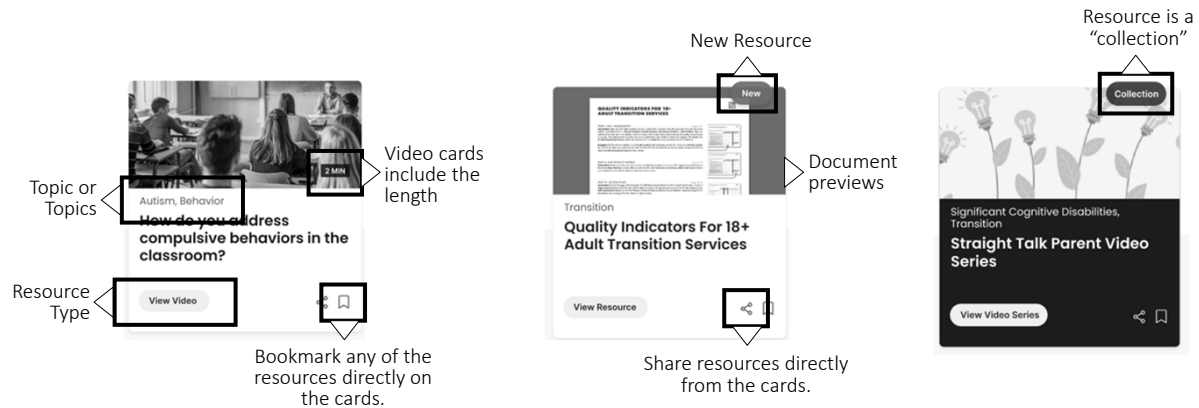 Topic or
Topics
Resource
Type
2 MIN
Autism, Behavior
How do you address
compulsive behaviors in the
classroom?
View Video
Video cards
include the
length
Bookmark any of the
resources directly on
the cards.
New Resource
New
QUALITY INDICATORS FOR 18+
ADULT TRANSITION SERVICES
Transition
Quality Indicators For 18+
Adult Transition Services
View Resource
Document
previews
Share resources directly
from the cards.
Resource is a
“collection”
Collection
Significant Cognitive Disabilities,
Transition
Straight Talk Parent Video
Series
View Video Series